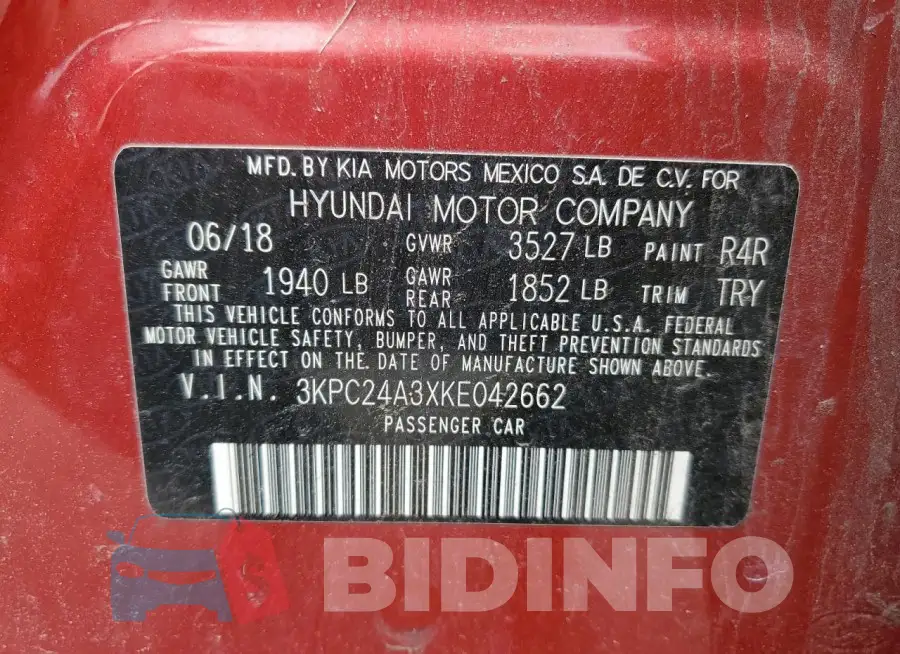 MFD. BY KIA MOTORS MEXICO S.A. DE C.V. FOR
HYUNDAI MOTOR COMPANY
06/18 GVWR 3527 LB PAINT R4R
GAWR FRONT 1940 LB GAWR REAR 1852 LB TRIM TRY
THIS VEHICLE CONFORMS TO ALL APPLICABLE U.S.A. FEDERAL
MOTOR VEHICLE SAFETY, BUMPER, AND THEFT PREVENTION STANDARDS
IN EFFECT ON THE DATE OF MANUFACTURE SHOWN ABOVE.
V.I.N. 3KPC24A3XKE042662
PASSENGER CAR
$ BIDINFO